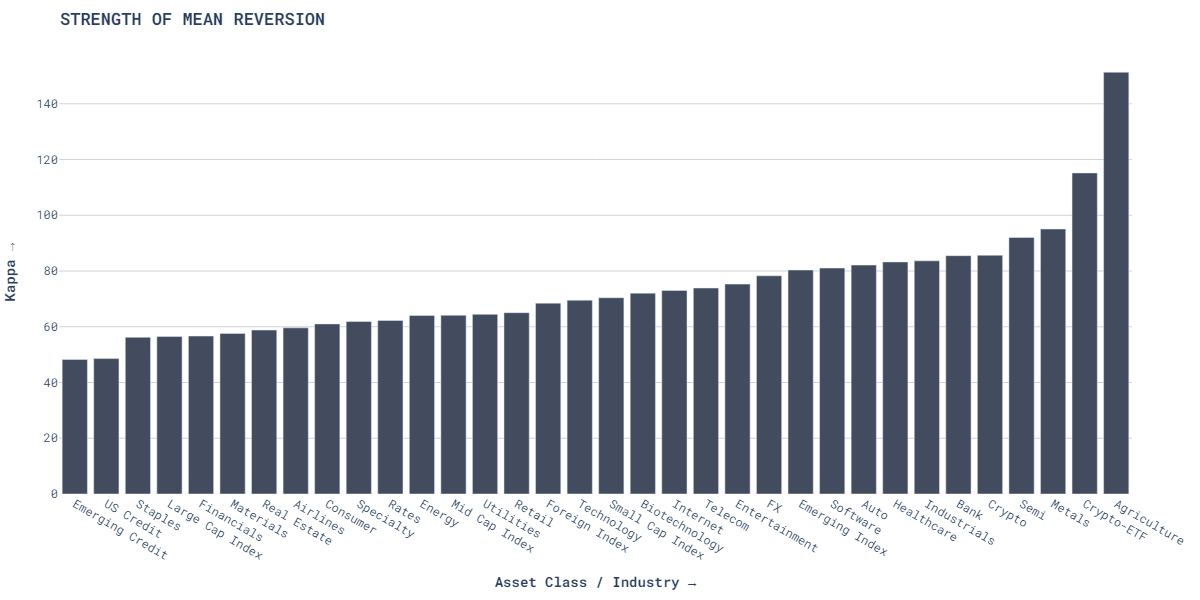 STRENGTH OF MEAN REVERSION
140
120
100
80
60
40
20
0
Kappa →
Emerging Credit
US Credit
Staples
Large Cap Index
Financials
Materials
Real Estate
Airlines
Consumer
Specialty
Rates
Energy
Mid Cap Index
Utilities
Retail
Foreign Index
Technology
Small Cap Index
Biotechnology
Internet
Telecom
Entertainment
FX
Emerging Index
Software
Auto
Healthcare
Industrials
Bank
Crypto
Semi
Metals
Crypto-ETF
Agriculture
Asset Class / Industry →